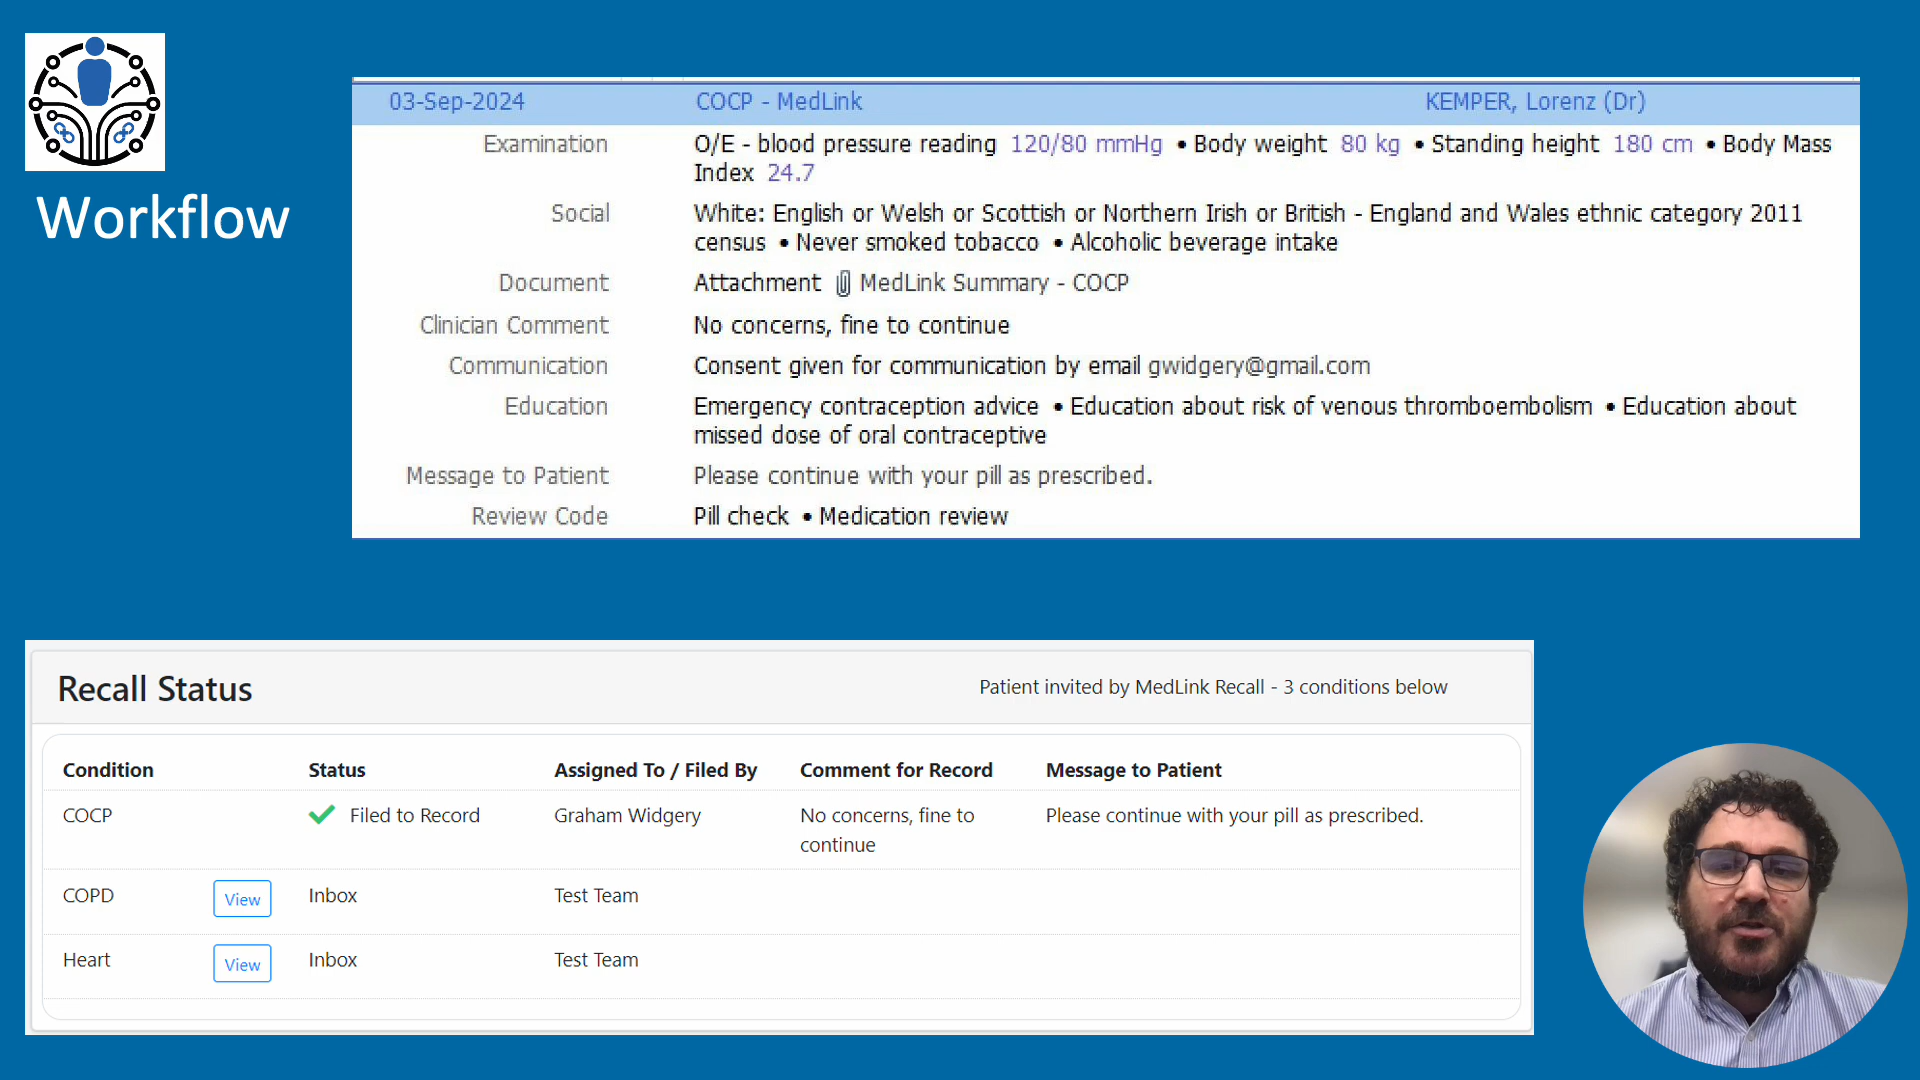 Workflow
03-Sep-2024 COCP - MedLink KEMPER, Lorenz (Dr)
Examination O/E - blood pressure reading 120/80 mmHg • Body weight 80 kg • Standing height 180 cm • Body Mass
Index 24.7
Social White: English or Welsh or Scottish or Northern Irish or British - England and Wales ethnic category 2011
census • Never smoked tobacco • Alcoholic beverage intake
Document Attachment MedLink Summary - COCP
Clinician Comment No concerns, fine to continue
Communication Consent given for communication by email gwidgery@gmail.com
Education Emergency contraception advice • Education about risk of venous thromboembolism • Education about
missed dose of oral contraceptive
Message to Patient Please continue with your pill as prescribed.
Review Code Pill check • Medication review
Recall Status Patient invited by MedLink Recall - 3 conditions below
Condition Status Assigned To / Filed By Comment for Record Message to Patient
COCP Filed to Record Graham Widgery No concerns, fine to Please continue with your pill as prescribed.
continue
COPD View Inbox Test Team
Heart View Inbox Test Team